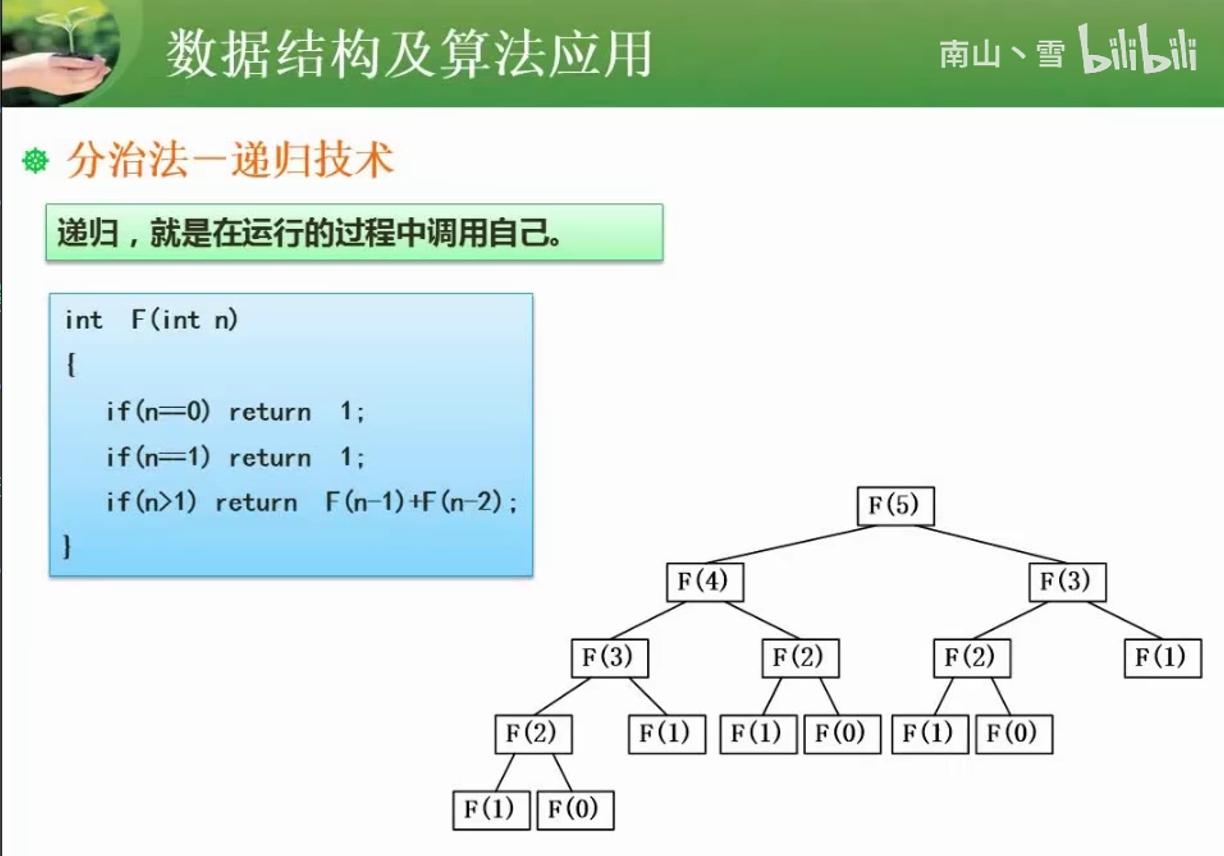 数据结构及算法应用
南山丶雪 bilibili
分治法－递归技术
递归，就是在运行的过程中调用自己。
int F(int n)
{
if(n==0) return 1;
if(n==1) return 1;
if(n>1) return F(n-1)+F(n-2);
}
F(5)
F(4) F(3)
F(3) F(2) F(2) F(1)
F(2) F(1) F(1) F(0) F(1) F(0)
F(1) F(0)